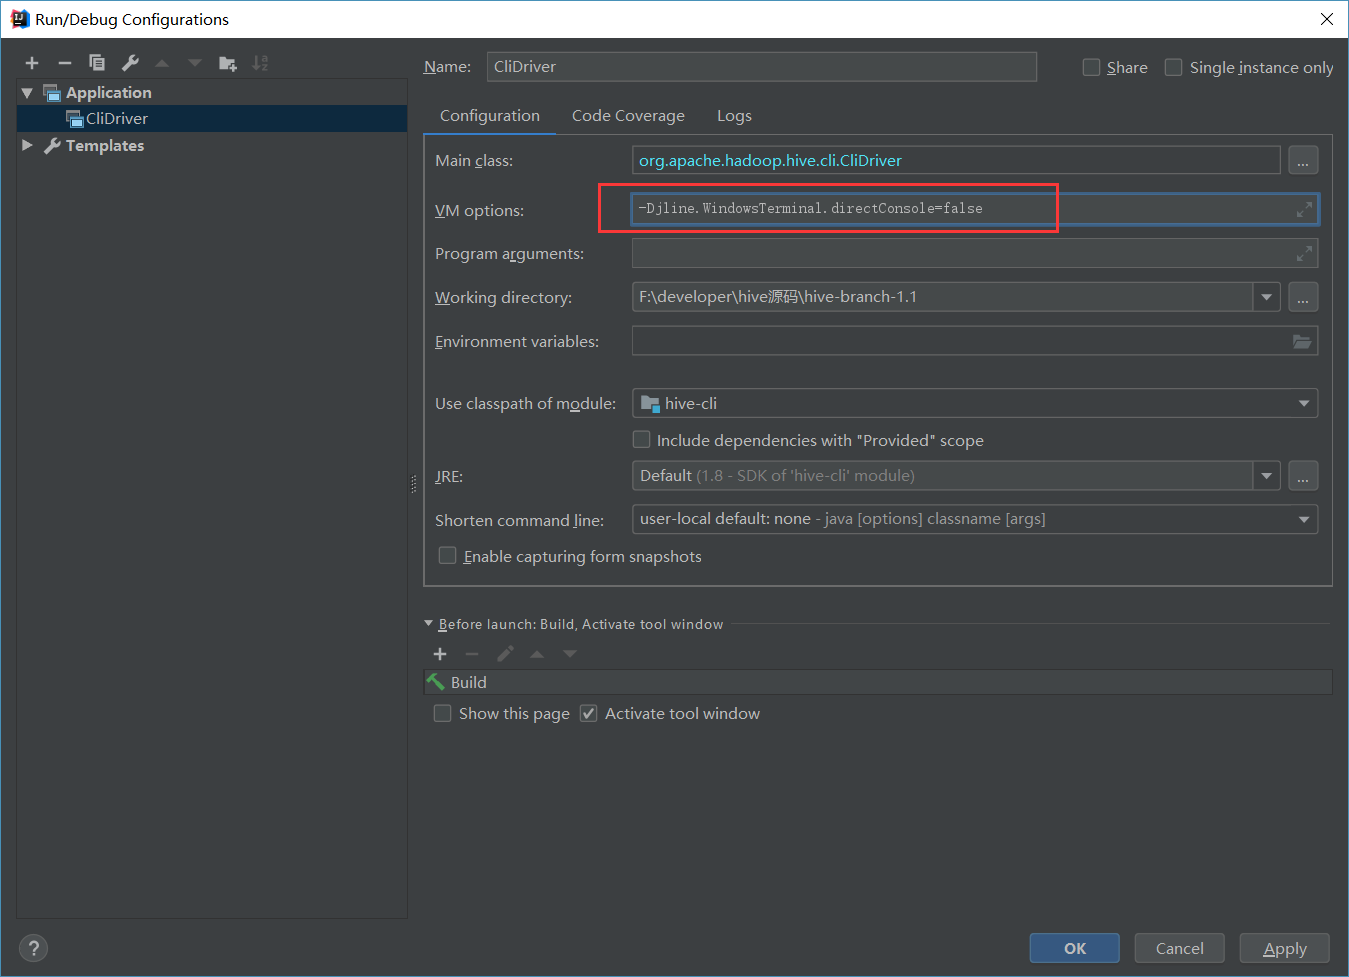 Run/Debug Configurations
Application
CliDriver
Templates
Name: CliDriver
Share
Single instance only
Configuration Code Coverage Logs
Main class: org.apache.hadoop.hive.cli.CliDriver ...
VM options: -Djline.WindowsTerminal.directConsole=false
Program arguments:
Working directory: F:\developer\hive源码\hive-branch-1.1 ...
Environment variables:
Use classpath of module: hive-cli
Include dependencies with "Provided" scope
JRE: Default (1.8 - SDK of 'hive-cli' module) ...
Shorten command line: user-local default: none - java [options] classname [args]
Enable capturing form snapshots
Before launch: Build, Activate tool window
Build
Show this page Activate tool window
? OK Cancel Apply